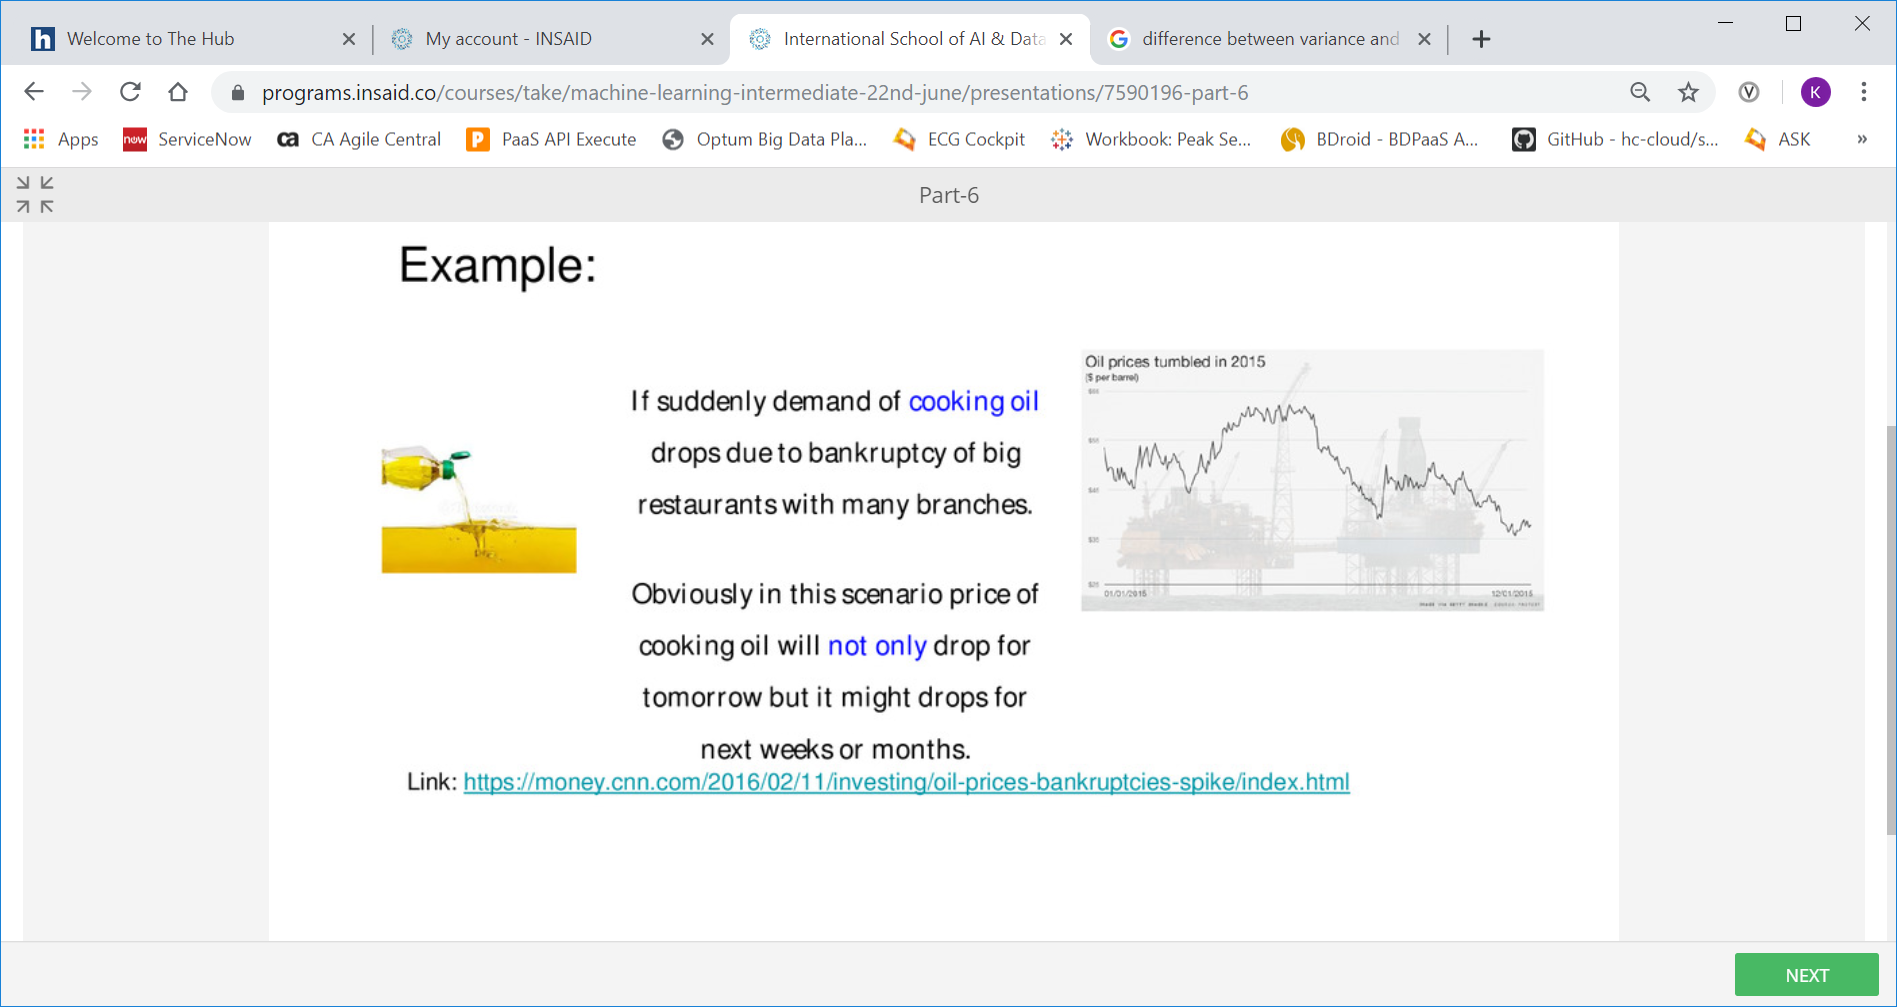 Welcome to The Hub
My account - INSAID
International School of AI & Data
difference between variance and
programs.insaid.co/courses/take/machine-learning-intermediate-22nd-june/presentations/7590196-part-6
K
Apps
now
ServiceNow
ca
CA Agile Central
P
PaaS API Execute
Optum Big Data Pla...
ECG Cockpit
Workbook: Peak Se...
BDroid - BDPaaS A...
GitHub - hc-cloud/s...
ASK
»
Part-6
Example:
If suddenly demand of cooking oil
drops due to bankruptcy of big
restaurants with many branches.
Obviously in this scenario price of
cooking oil will not only drop for
tomorrow but it might drops for
next weeks or months.
Oil prices tumbled in 2015
($ per barrel)
$55
$45
$35
$25
01/01/2015
12/01/2015
Link: https://money.cnn.com/2016/02/11/investing/oil-prices-bankruptcies-spike/index.html
NEXT